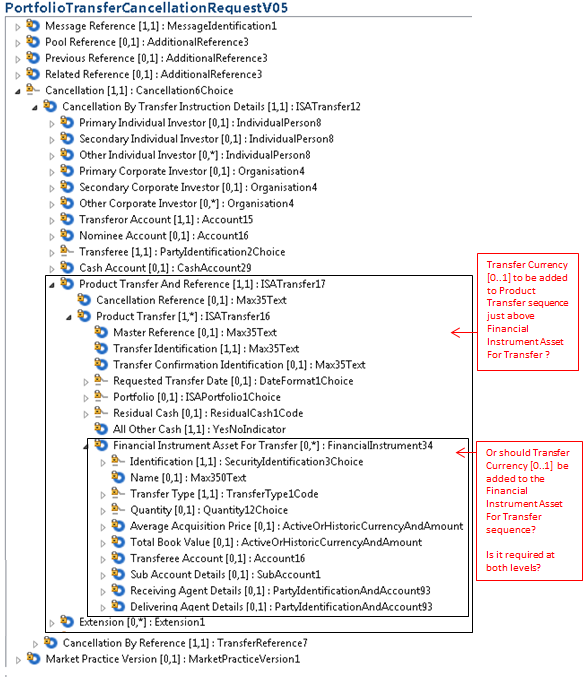 PortfolioTransferCancellationRequestV05
Message Reference [1,1] : MessageIdentification1
Pool Reference [0,1] : AdditionalReference3
Previous Reference [0,1] : AdditionalReference3
Related Reference [0,1] : AdditionalReference3
Cancellation [1,1] : Cancellation6Choice
Cancellation By Transfer Instruction Details [1,1] : ISATransfer12
Primary Individual Investor [0,1] : IndividualPerson8
Secondary Individual Investor [0,1] : IndividualPerson8
Other Individual Investor [0,*] : IndividualPerson8
Primary Corporate Investor [0,1] : Organisation4
Secondary Corporate Investor [0,1] : Organisation4
Other Corporate Investor [0,*] : Organisation4
Transferor Account [1,1] : Account15
Nominee Account [0,1] : Account16
Transferee [1,1] : PartyIdentification2Choice
Cash Account [0,1] : CashAccount29
Product Transfer And Reference [1,1] : ISATransfer17
Cancellation Reference [0,1] : Max35Text
Product Transfer [1,*] : ISATransfer16
Master Reference [0,1] : Max35Text
Transfer Identification [1,1] : Max35Text
Transfer Confirmation Identification [0,1] : Max35Text
Requested Transfer Date [0,1] : DateFormat1Choice
Portfolio [0,1] : ISAPortfolio1Choice
Residual Cash [0,1] : ResidualCash1Code
All Other Cash [1,1] : YesNoIndicator
Financial Instrument Asset For Transfer [0,*] : FinancialInstrument34
Identification [1,1] : SecurityIdentification3Choice
Name [0,1] : Max350Text
Transfer Type [1,1] : TransferType1Code
Quantity [0,1] : Quantity12Choice
Average Acquisition Price [0,1] : ActiveOrHistoricCurrencyAndAmount
Total Book Value [0,1] : ActiveOrHistoricCurrencyAndAmount
Transferee Account [0,1] : Account16
Sub Account Details [0,1] : SubAccount1
Receiving Agent Details [0,1] : PartyIdentificationAndAccount93
Delivering Agent Details [0,1] : PartyIdentificationAndAccount93
Extension [0,*] : Extension1
Cancellation By Reference [1,1] : TransferReference7
Market Practice Version [0,1] : MarketPracticeVersion1
Transfer Currency
[0..1] to be added
to Product
Transfer sequence
just above
Financial
Instrument Asset
For Transfer ?
Or should Transfer
Currency [0..1] be
added to the
Financial
Instrument Asset
For Transfer
sequence?
Is it required at
both levels?